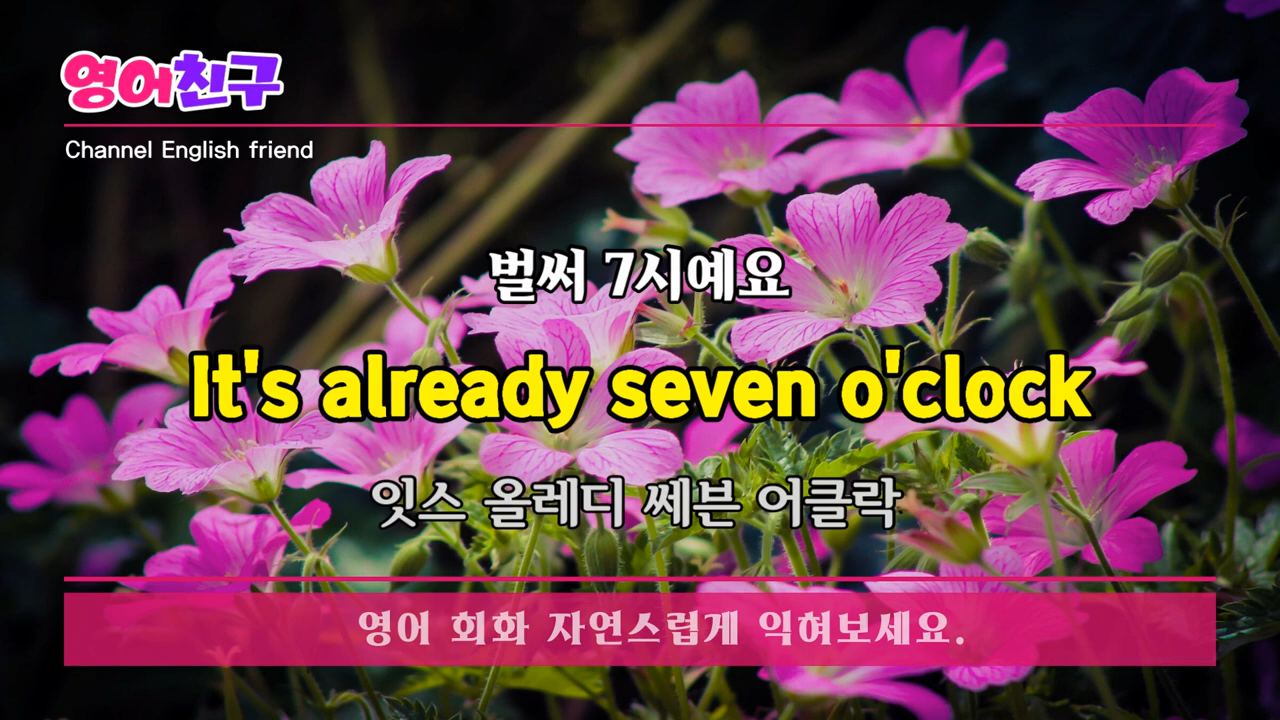 영어친구
Channel English friend
벌써 7시예요
It's already seven o'clock
잇스 올레디 쎄븐 어클락
영어 회화 자연스럽게 익혀보세요.